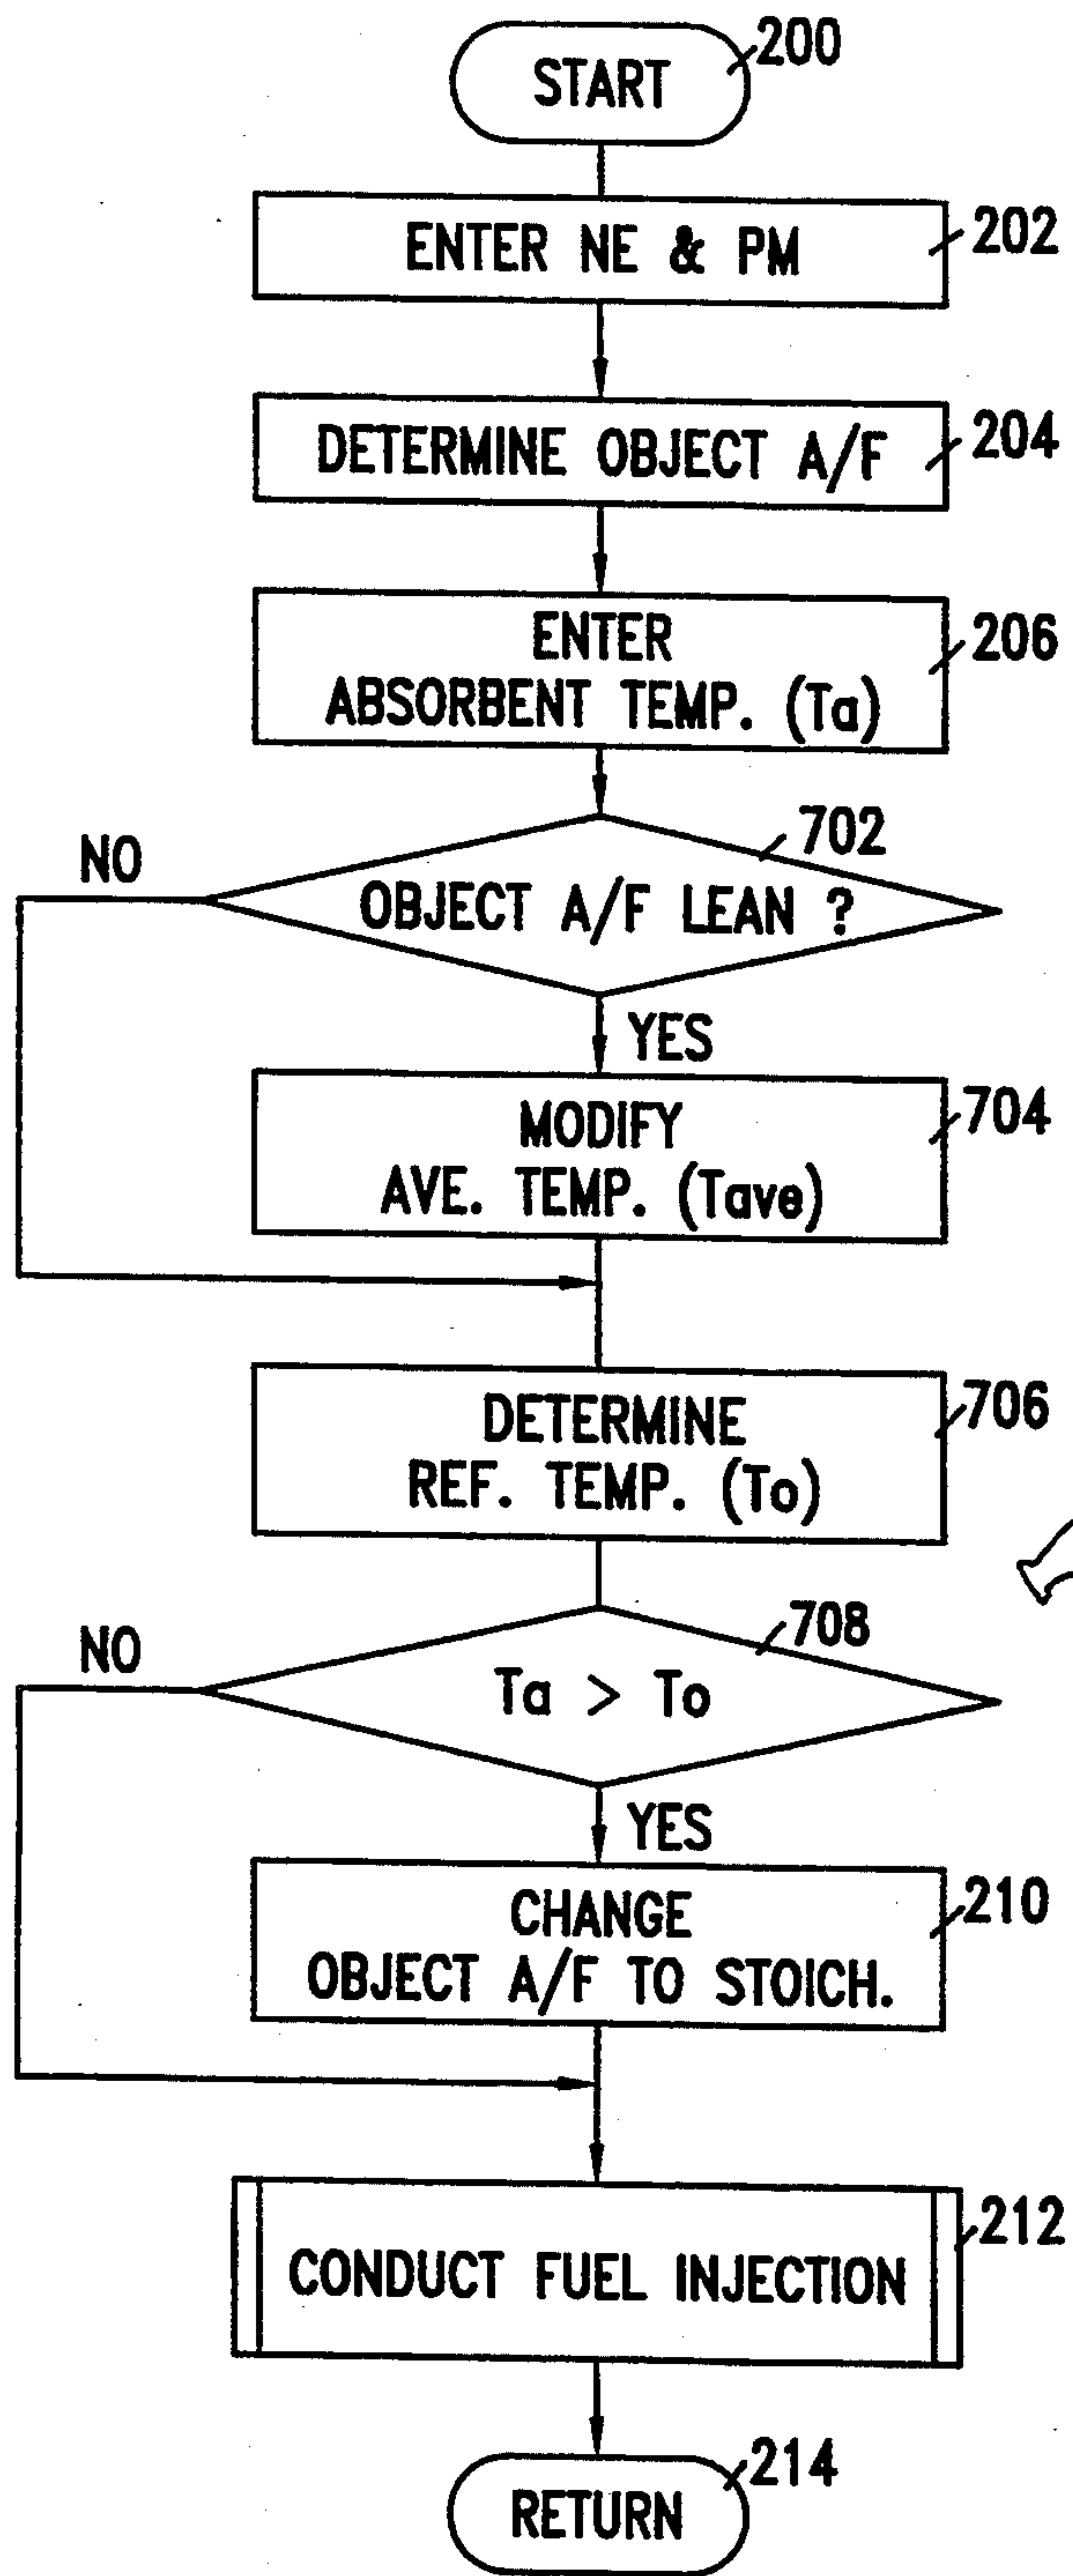 START
200
ENTER NE & PM
202
DETERMINE OBJECT A/F
204
ENTER
ABSORBENT TEMP. (Ta)
206
NO
OBJECT A/F LEAN ?
702
YES
MODIFY
AVE. TEMP. (Tave)
704
DETERMINE
REF. TEMP. (To)
706
NO
Ta > To
708
YES
CHANGE
OBJECT A/F TO STOICH.
210
CONDUCT FUEL INJECTION
212
RETURN
214